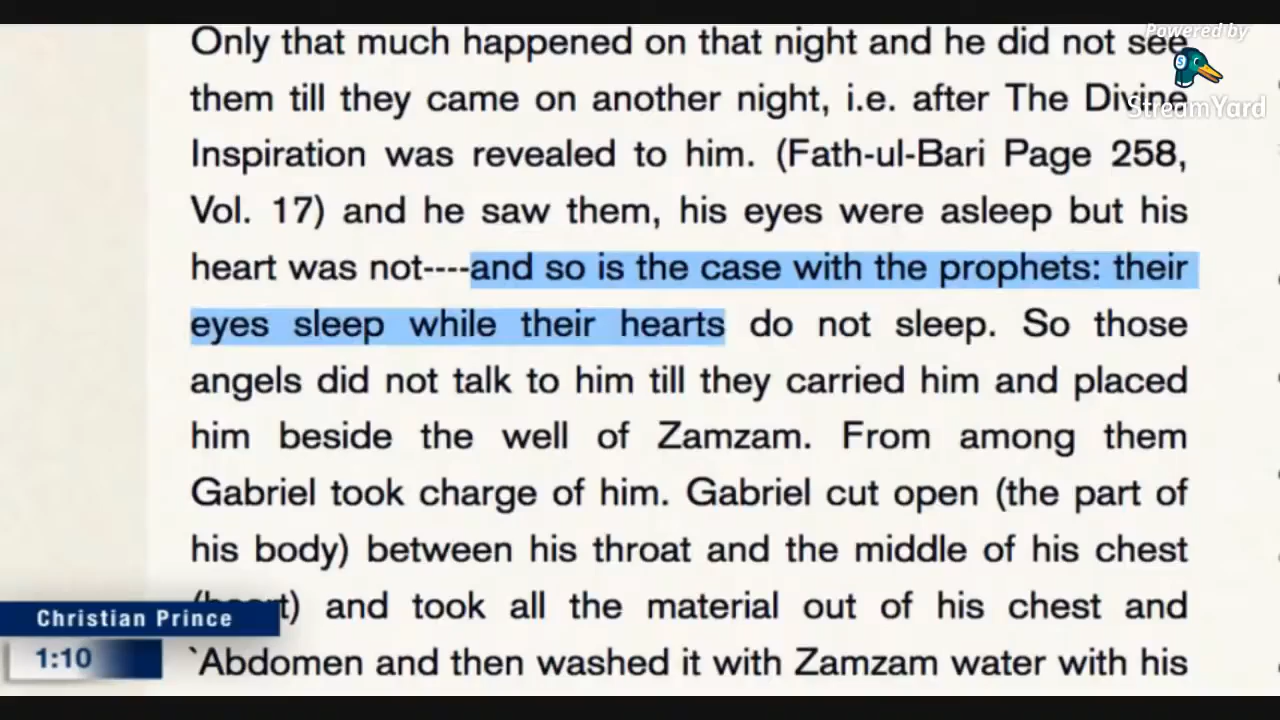 Only that much happened on that night and he did not see
them till they came on another night, i.e. after The Divine
Inspiration was revealed to him. (Fath-ul-Bari Page 258,
Vol. 17) and he saw them, his eyes were asleep but his
heart was not----and so is the case with the prophets: their
eyes sleep while their hearts do not sleep. So those
angels did not talk to him till they carried him and placed
him beside the well of Zamzam. From among them
Gabriel took charge of him. Gabriel cut open (the part of
his body) between his throat and the middle of his chest
(heart) and took all the material out of his chest and
`Abdomen and then washed it with Zamzam water with his
Powered by
StreamYard
Christian Prince
1:10